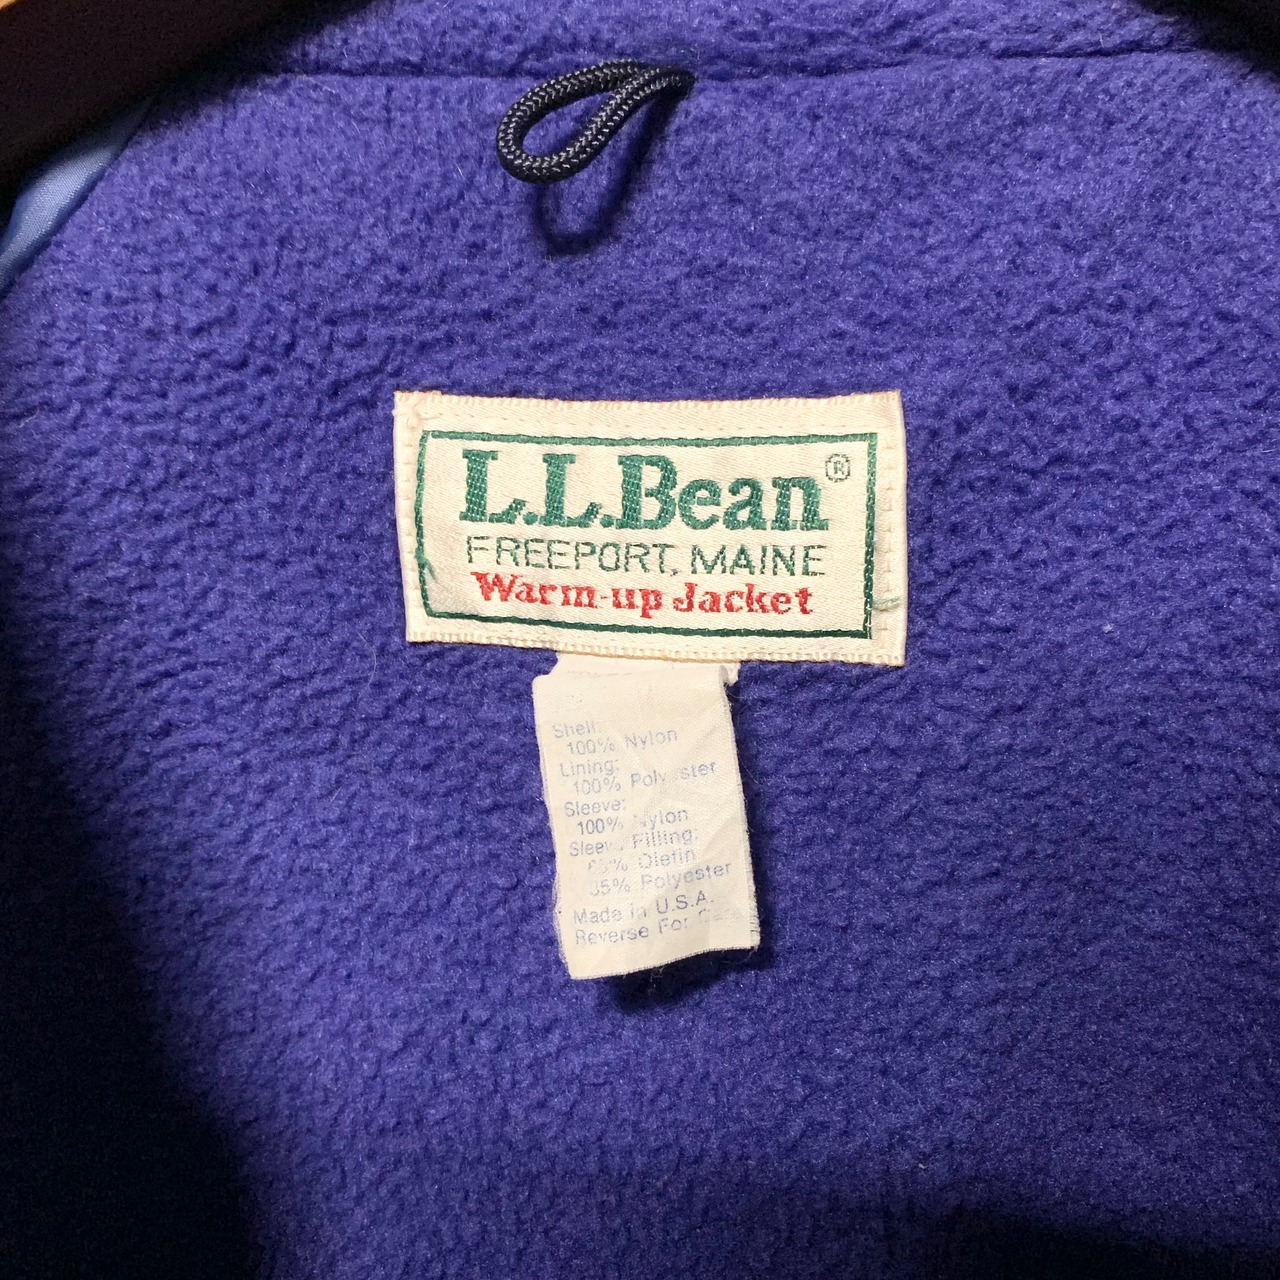 L.L.Bean®
FREEPORT, MAINE
Warm-up Jacket
Shell:
100% Nylon
Lining:
100% Polyester
Sleeve:
100% Nylon
Sleeve Filling:
% Olefin
35% Polyester
Made in U.S.A.
Reverse For